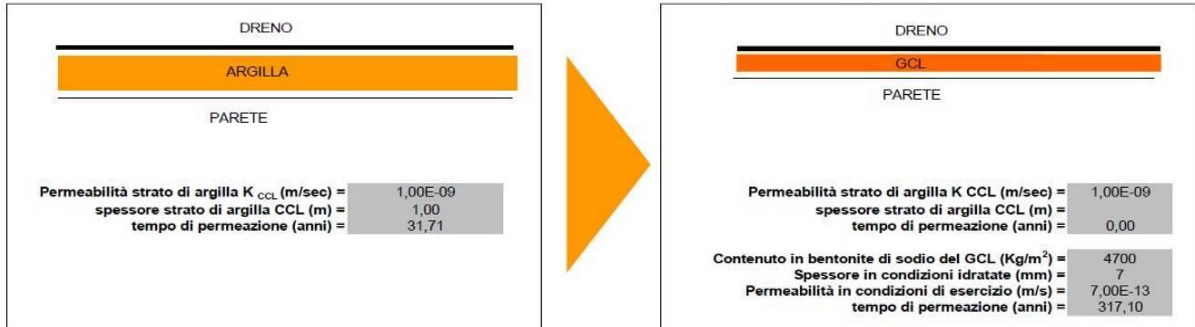 DRENO
ARGILLA
PARETE
Permeabilità strato di argilla K CCL (m/sec) = 1,00E-09
spessore strato di argilla CCL (m) = 1,00
tempo di permeazione (anni) = 31,71
DRENO
GCL
PARETE
Permeabilità strato di argilla K CCL (m/sec) = 1,00E-09
spessore strato di argilla CCL (m) =
tempo di permeazione (anni) = 0,00
Contenuto in bentonite di sodio del GCL (Kg/m²) = 4700
Spessore in condizioni idratate (mm) = 7
Permeabilità in condizioni di esercizio (m/s) = 7,00E-13
tempo di permeazione (anni) = 317,10